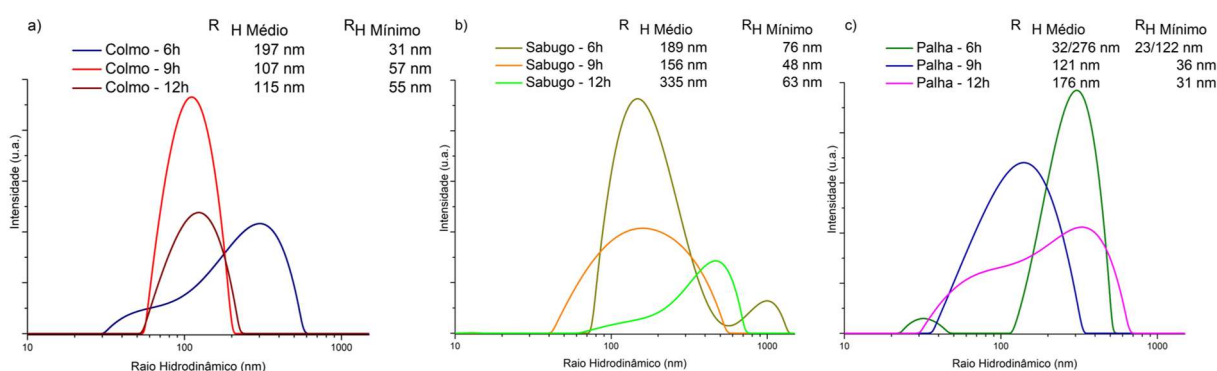 a)
R H Médio RH Mínimo
Colmo - 6h 197 nm 31 nm
Colmo - 9h 107 nm 57 nm
Colmo - 12h 115 nm 55 nm
Intensidade (u.a.)
10 100 1000
Raio Hidrodinâmico (nm)
b)
R H Médio RH Mínimo
Sabugo - 6h 189 nm 76 nm
Sabugo - 9h 156 nm 48 nm
Sabugo - 12h 335 nm 63 nm
Intensidade (u.a.)
10 100 1000
Raio Hidrodinâmico (nm)
c)
R H Médio RH Mínimo
Palha - 6h 32/276 nm 23/122 nm
Palha - 9h 121 nm 36 nm
Palha - 12h 176 nm 31 nm
Intensidade (u.a.)
10 100 1000
Raio Hidrodinâmico (nm)